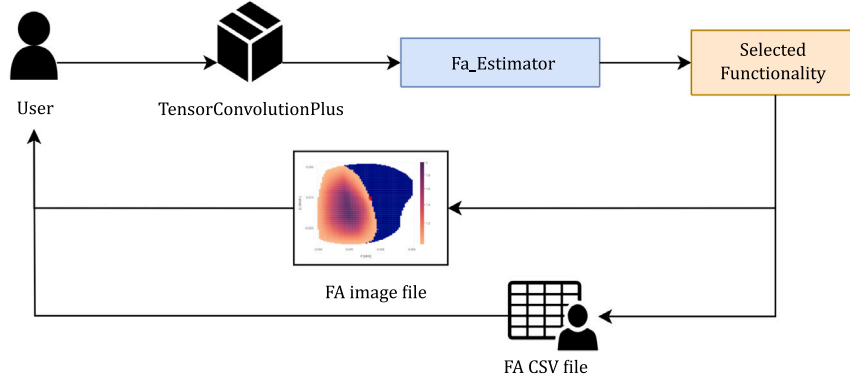 Selected
Functionality
Fa_Estimator
User
TensorConvolutionPlus
FA image file
FA CSV file